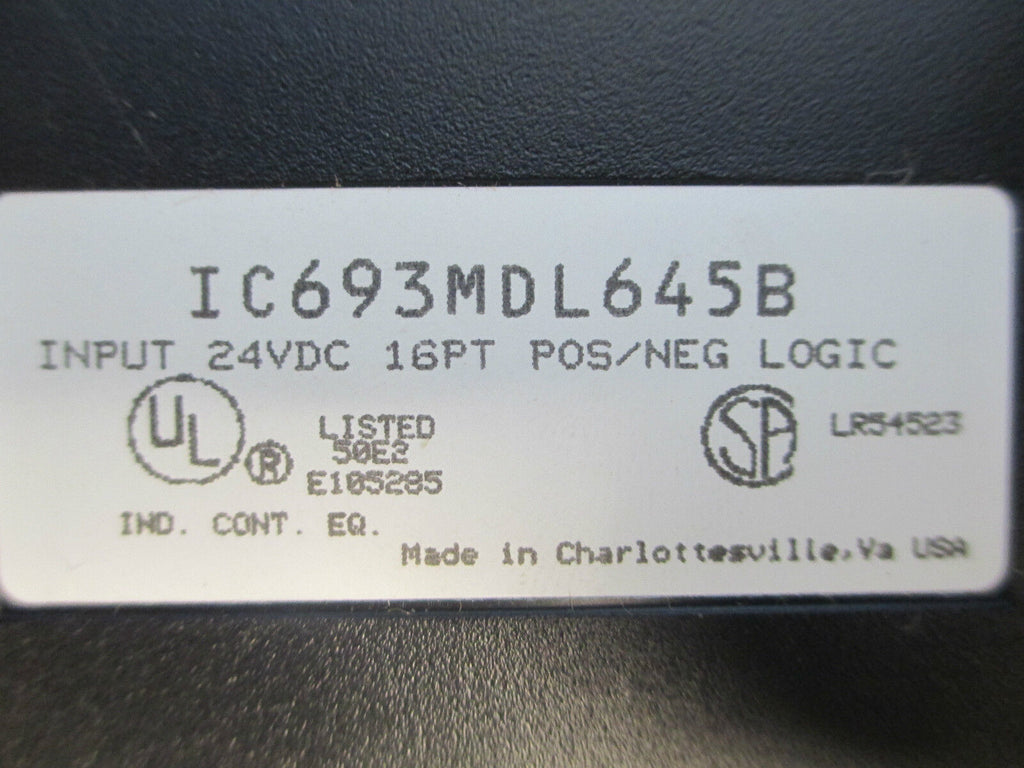 IC693MDL645B
INPUT 24VDC 16PT POS/NEG LOGIC
UL ® LISTED
50E2
E105285
SA LR54523
IND. CONT. EQ.
Made in Charlottesville,Va USA